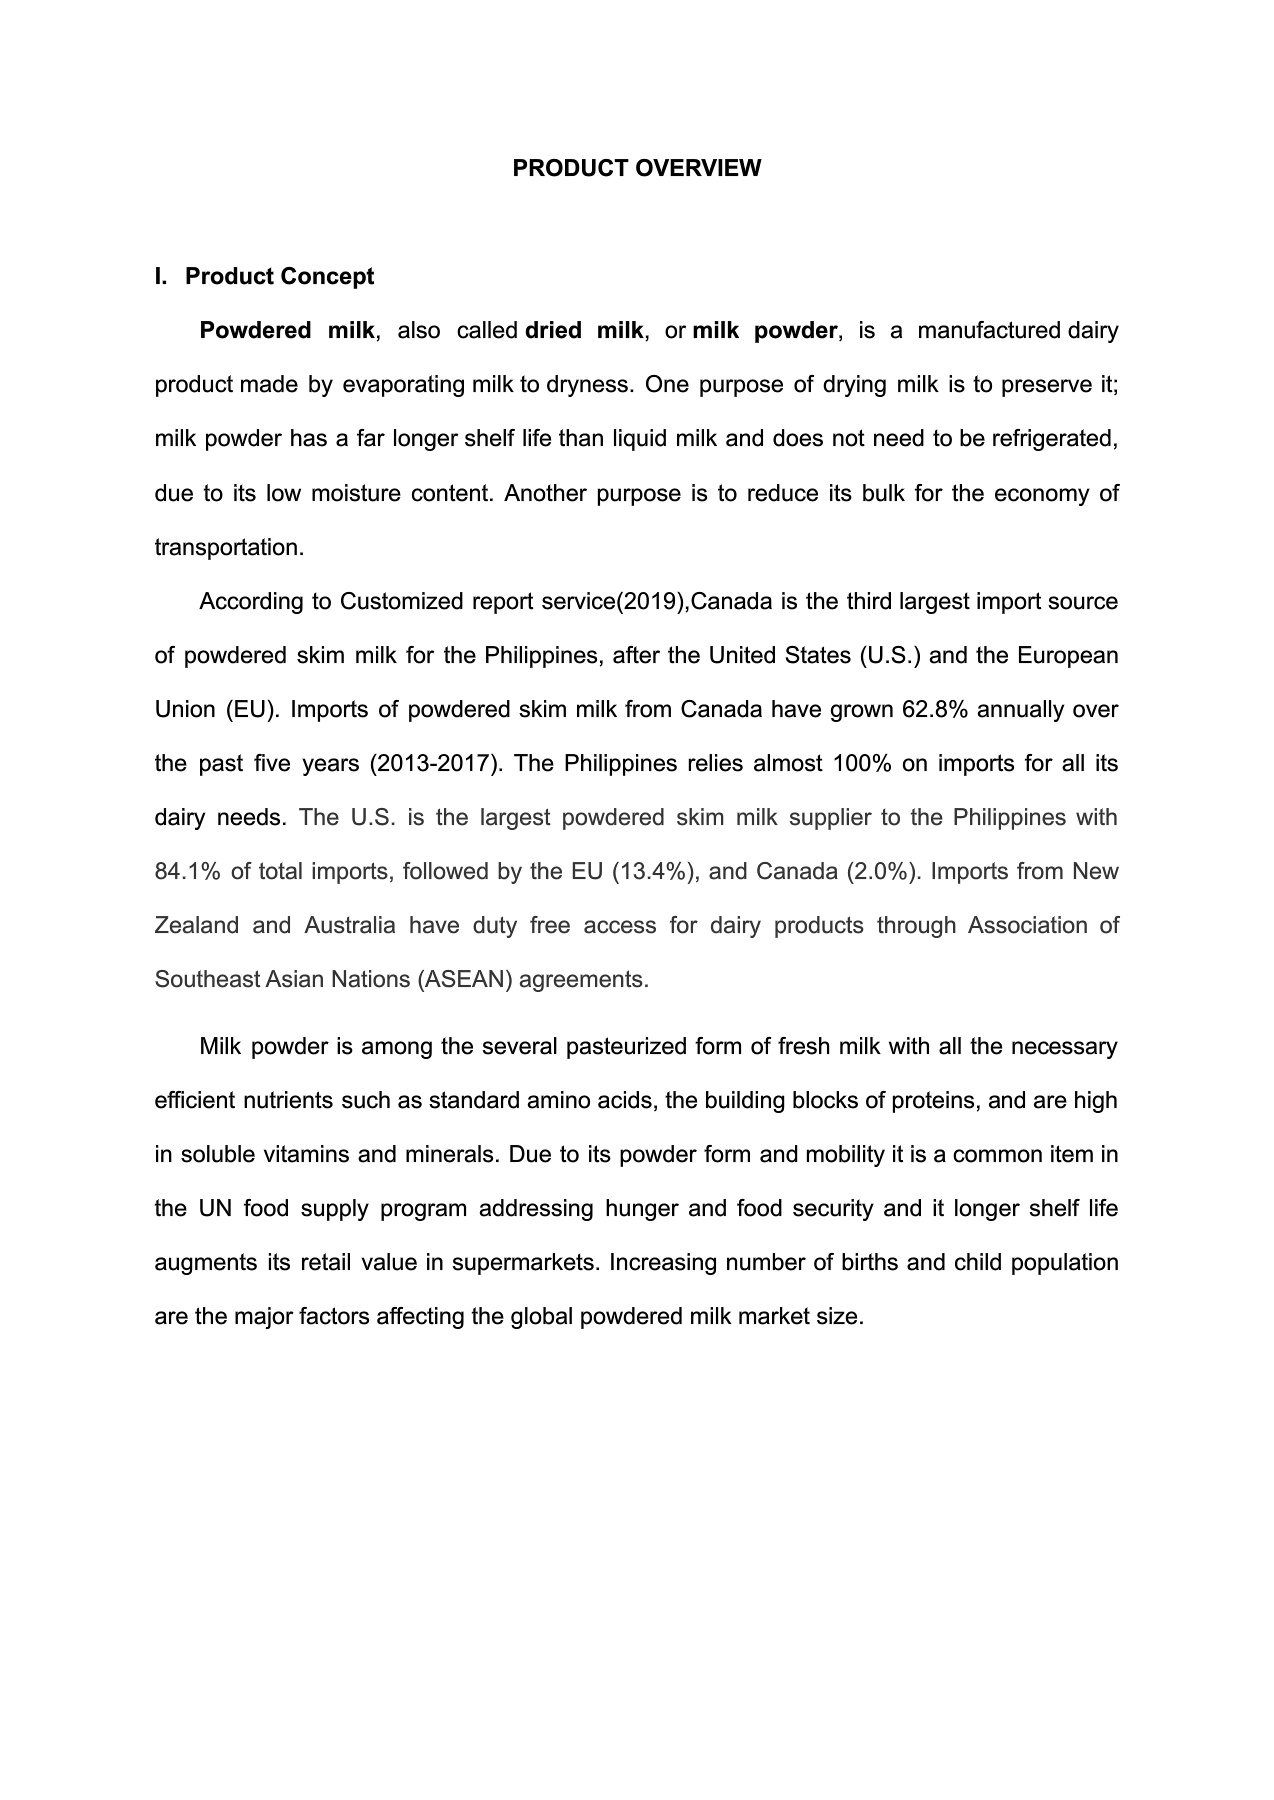 PRODUCT OVERVIEW
I. Product Concept
Powdered milk, also called dried milk, or milk powder, is a manufactured dairy
product made by evaporating milk to dryness. One purpose of drying milk is to preserve it;
milk powder has a far longer shelf life than liquid milk and does not need to be refrigerated,
due to its low moisture content. Another purpose is to reduce its bulk for the economy of
transportation.
According to Customized report service(2019),Canada is the third largest import source
of powdered skim milk for the Philippines, after the United States (U.S.) and the European
Union (EU). Imports of powdered skim milk from Canada have grown 62.8% annually over
the past five years (2013-2017). The Philippines relies almost 100% on imports for all its
dairy needs. The U.S. is the largest powdered skim milk supplier to the Philippines with
84.1% of total imports, followed by the EU (13.4%), and Canada (2.0%). Imports from New
Zealand and Australia have duty free access for dairy products through Association of
Southeast Asian Nations (ASEAN) agreements.
Milk powder is among the several pasteurized form of fresh milk with all the necessary
efficient nutrients such as standard amino acids, the building blocks of proteins, and are high
in soluble vitamins and minerals. Due to its powder form and mobility it is a common item in
the UN food supply program addressing hunger and food security and it longer shelf life
augments its retail value in supermarkets. Increasing number of births and child population
are the major factors affecting the global powdered milk market size.